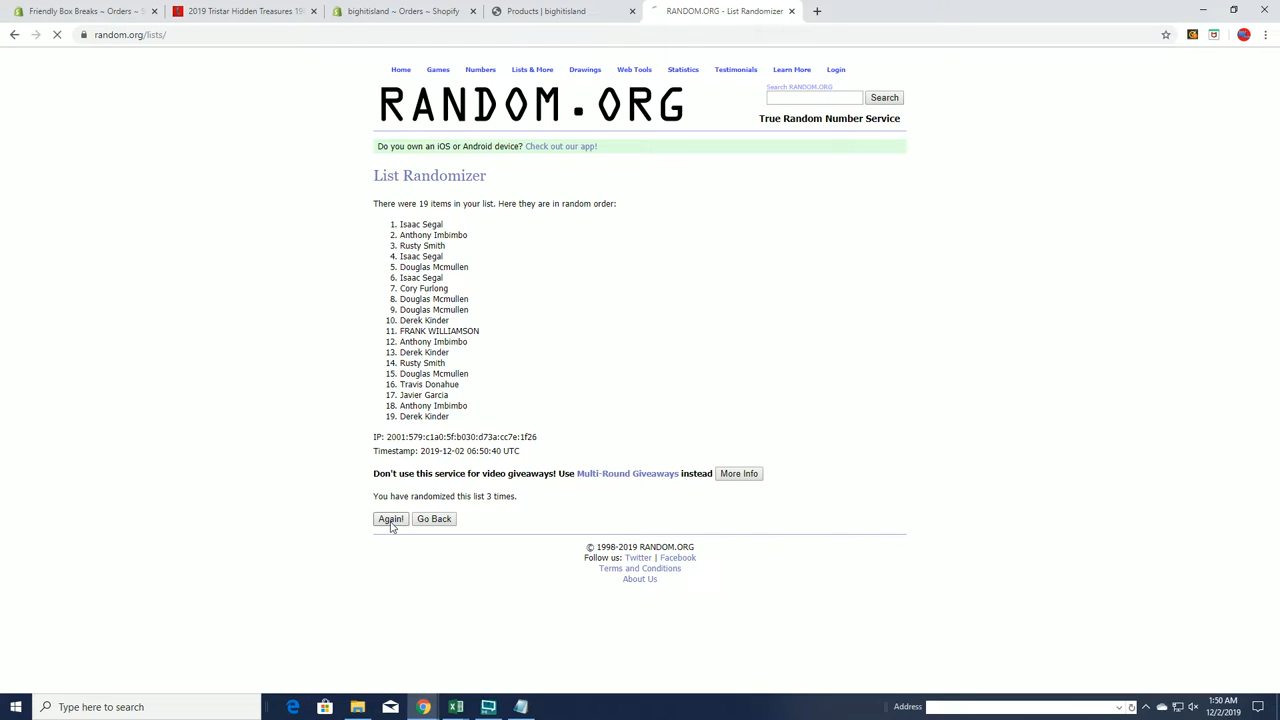 Friendly Box Breaks ~ Orders ~ S
2019 Tristar Hidden Treasures 19
bighitisland ~ Orders ~ Shopify
Products | bighitisland
RANDOM.ORG - List Randomizer
random.org/lists/
Home Games Numbers Lists & More Drawings Web Tools Statistics Testimonials Learn More Login
RANDOM.ORG
Search RANDOM.ORG
Search
True Random Number Service
Do you own an iOS or Android device? Check out our app!
List Randomizer
There were 19 items in your list. Here they are in random order:
1. Isaac Segal
2. Anthony Imbimbo
3. Rusty Smith
4. Isaac Segal
5. Douglas Mcmullen
6. Isaac Segal
7. Cory Furlong
8. Douglas Mcmullen
9. Douglas Mcmullen
10. Derek Kinder
11. FRANK WILLIAMSON
12. Anthony Imbimbo
13. Derek Kinder
14. Rusty Smith
15. Douglas Mcmullen
16. Travis Donahue
17. Javier Garcia
18. Anthony Imbimbo
19. Derek Kinder
IP: 2001:579:c1a0:5f:b030:d73a:cc7e:1f26
Timestamp: 2019-12-02 06:50:40 UTC
Don't use this service for video giveaways! Use Multi-Round Giveaways instead More Info
You have randomized this list 3 times.
Again! Go Back
© 1998-2019 RANDOM.ORG
Follow us: Twitter | Facebook
Terms and Conditions
About Us
Type here to search
Address
1:50 AM
12/2/2019